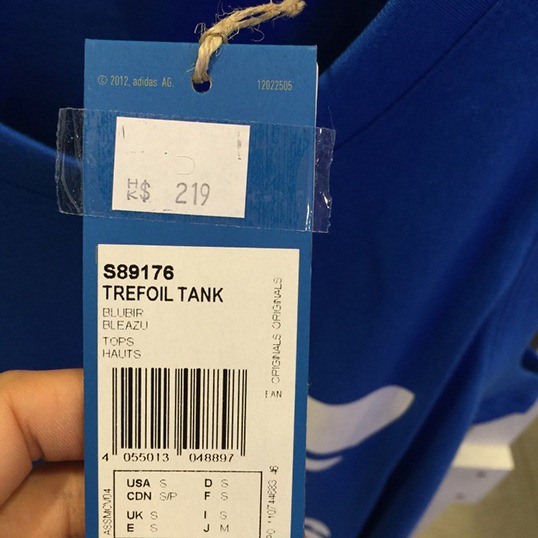 © 2012, adidas AG 12022505
HK$ 219
S89176
TREFOIL TANK
BLUBIR
BLEAZU
TOPS
HAUTS
ORIGINALS ORIGINALS
EAN
4 055013 048897
USA S D S
CDN S/P F S
UK S I S
E S J M